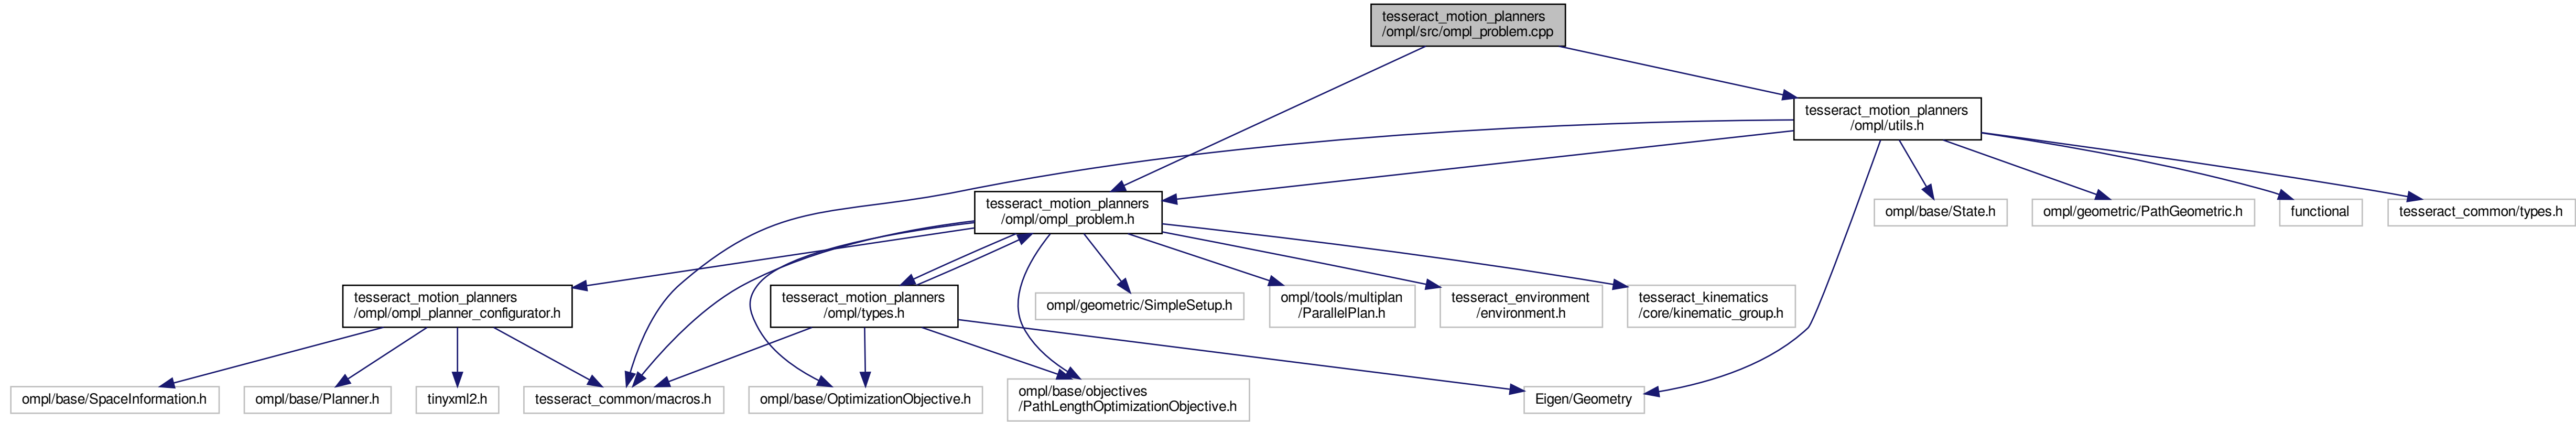 tesseract_motion_planners
/ompl/src/ompl_problem.cpp
tesseract_motion_planners
/ompl/utils.h
tesseract_motion_planners
/ompl/ompl_problem.h
ompl/base/State.h
ompl/geometric/PathGeometric.h
functional
tesseract_common/types.h
tesseract_motion_planners
/ompl/ompl_planner_configurator.h
tesseract_motion_planners
/ompl/types.h
ompl/geometric/SimpleSetup.h
ompl/tools/multiplan
/ParallelPlan.h
tesseract_environment
/environment.h
tesseract_kinematics
/core/kinematic_group.h
ompl/base/SpaceInformation.h
ompl/base/Planner.h
tinyxml2.h
tesseract_common/macros.h
ompl/base/OptimizationObjective.h
ompl/base/objectives
/PathLengthOptimizationObjective.h
Eigen/Geometry